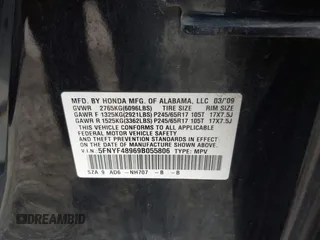 MFD. BY HONDA MFG. OF ALABAMA, LLC 03/'09
GVWR 2765KG(6096LBS) TIRE SIZE RIM SIZE
GAWR F 1325KG(2921LBS) P245/65R17 105T 17X7.5J
GAWR R 1525KG(3362LBS) P245/65R17 105T 17X7.5J
THIS VEHICLE CONFORMS TO ALL APPLICABLE
FEDERAL MOTOR VEHICLE SAFETY STANDARDS
IN EFFECT ON THE DATE OF MANUFACTURE
SHOWN ABOVE.
V.I.N: 5FNYF48969B055806 TYPE: MPV
SZA 9 AD6 -NH707 -B -B
DREAMBID